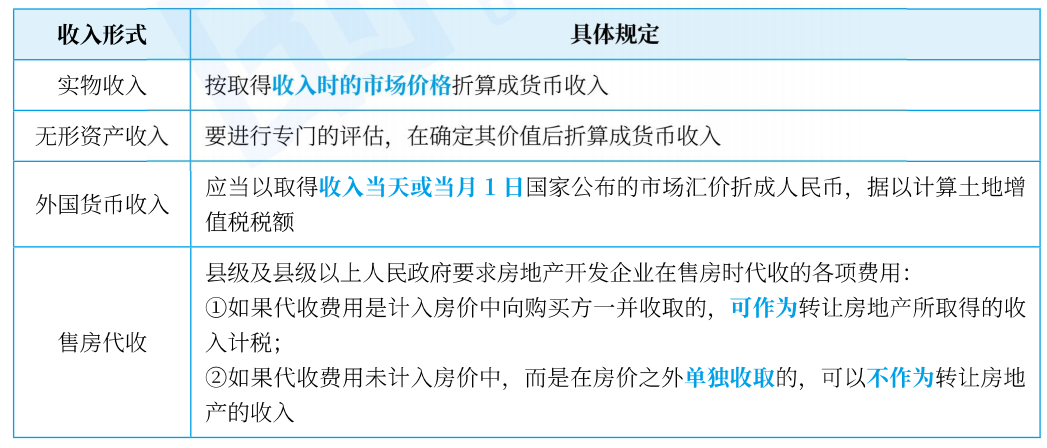 收入形式 具体规定
实物收入 按取得收入时的市场价格折算成货币收入
无形资产收入 要进行专门的评估，在确定其价值后折算成货币收入
外国货币收入 应当以取得收入当天或当月 1 日国家公布的市场汇价折成人民币，据以计算土地增
值税税额
售房代收 县级及县级以上人民政府要求房地产开发企业在售房时代收的各项费用：
①如果代收费用是计入房价中向购买方一并收取的，可作为转让房地产所取得的收
入计税；
②如果代收费用未计入房价中，而是在房价之外单独收取的，可以不作为转让房地
产的收入